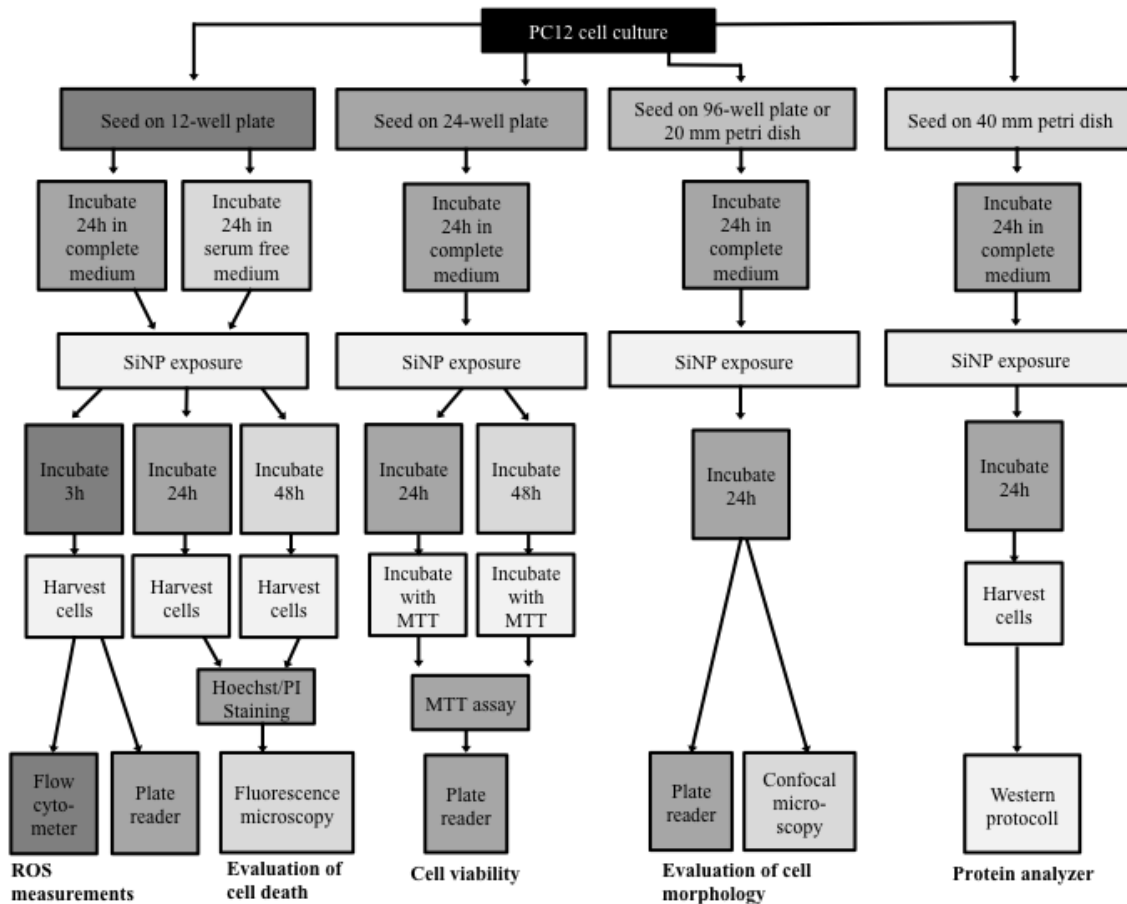 PC12 cell culture
Seed on 12-well plate
Seed on 24-well plate
Seed on 96-well plate or
20 mm petri dish
Seed on 40 mm petri dish
Incubate
24h in
complete
medium
Incubate
24h in
serum free
medium
Incubate
24h in
complete
medium
Incubate
24h in
complete
medium
Incubate
24h in
complete
medium
SiNP exposure
SiNP exposure
SiNP exposure
SiNP exposure
Incubate
3h
Incubate
24h
Incubate
48h
Incubate
24h
Incubate
48h
Incubate
24h
Incubate
24h
Harvest
cells
Harvest
cells
Harvest
cells
Incubate
with
MTT
Incubate
with
MTT
Harvest
cells
Hoechst/PI
Staining
MTT assay
Flow
cyto-
meter
Plate
reader
Fluorescence
microscopy
Plate
reader
Plate
reader
Confocal
micro-
scopy
Western
protocoll
ROS
measurements
Evaluation of
cell death
Cell viability
Evaluation of cell
morphology
Protein analyzer